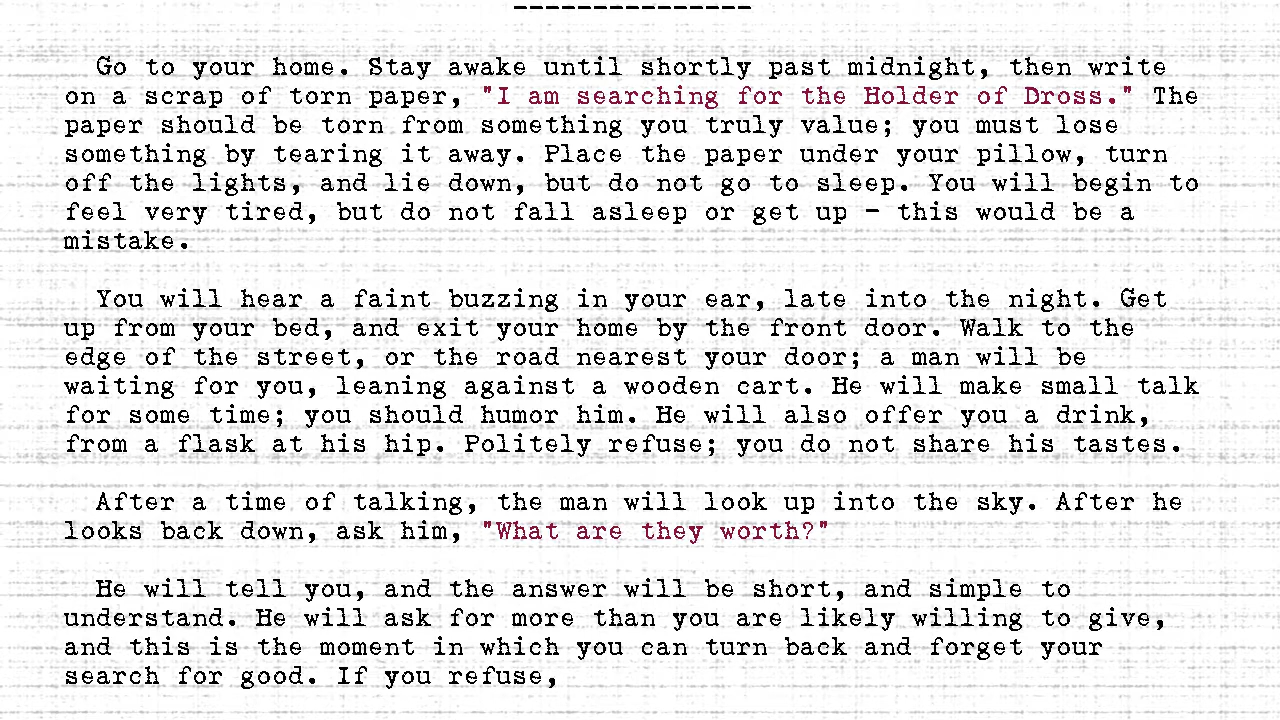 ---------------
Go to your home. Stay awake until shortly past midnight, then write
on a scrap of torn paper, "I am searching for the Holder of Dross." The
paper should be torn from something you truly value; you must lose
something by tearing it away. Place the paper under your pillow, turn
off the lights, and lie down, but do not go to sleep. You will begin to
feel very tired, but do not fall asleep or get up - this would be a
mistake.
You will hear a faint buzzing in your ear, late into the night. Get
up from your bed, and exit your home by the front door. Walk to the
edge of the street, or the road nearest your door; a man will be
waiting for you, leaning against a wooden cart. He will make small talk
for some time; you should humor him. He will also offer you a drink,
from a flask at his hip. Politely refuse; you do not share his tastes.
After a time of talking, the man will look up into the sky. After he
looks back down, ask him, "What are they worth?"
He will tell you, and the answer will be short, and simple to
understand. He will ask for more than you are likely willing to give,
and this is the moment in which you can turn back and forget your
search for good. If you refuse,